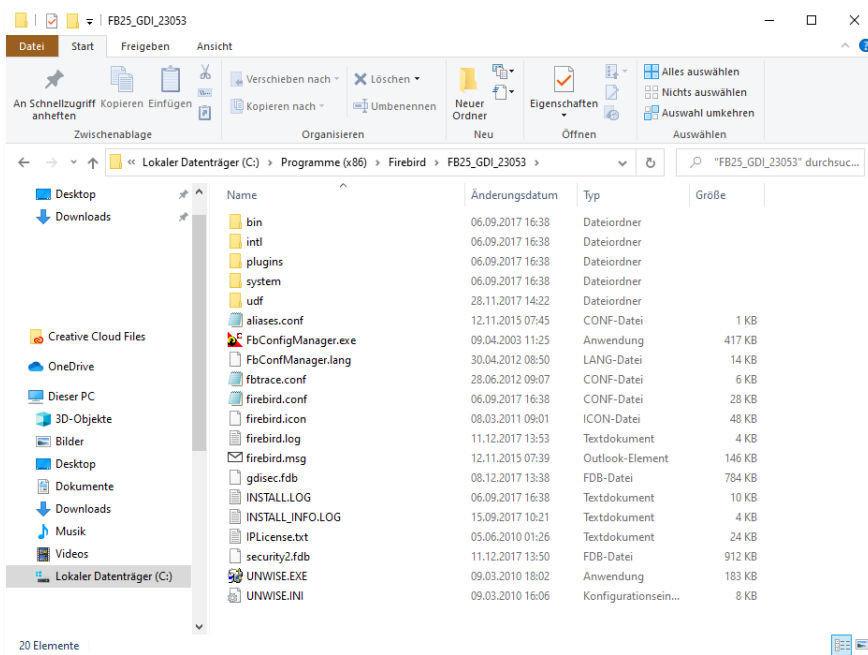 FB25_GDI_23053
Datei Start Freigeben Ansicht
An Schnellzugriff anheften Kopieren Einfügen
Verschieben nach Löschen
Kopieren nach Umbenennen
Neuer Ordner
Eigenschaften
Alles auswählen
Nichts auswählen
Auswahl umkehren
Zwischenablage Organisieren Neu Öffnen Auswählen
« Lokaler Datenträger (C:) > Programme (x86) > Firebird > FB25_GDI_23053 > "FB25_GDI_23053" durchsuc...
Desktop
Downloads
Creative Cloud Files
OneDrive
Dieser PC
3D-Objekte
Bilder
Desktop
Dokumente
Downloads
Musik
Videos
Lokaler Datenträger (C:)
Name Änderungsdatum Typ Größe
bin 06.09.2017 16:38 Dateiordner
intl 06.09.2017 16:38 Dateiordner
plugins 06.09.2017 16:38 Dateiordner
system 06.09.2017 16:38 Dateiordner
udf 28.11.2017 14:22 Dateiordner
aliases.conf 12.11.2015 07:45 CONF-Datei 1 KB
FbConfigManager.exe 09.04.2003 11:25 Anwendung 417 KB
FbConfManager.lang 30.04.2012 08:50 LANG-Datei 14 KB
fbtrace.conf 28.06.2012 09:07 CONF-Datei 6 KB
firebird.conf 06.09.2017 16:38 CONF-Datei 28 KB
firebird.icon 08.03.2011 09:01 ICON-Datei 48 KB
firebird.log 11.12.2017 13:53 Textdokument 4 KB
firebird.msg 12.11.2015 07:39 Outlook-Element 146 KB
gdisec.fdb 08.12.2017 13:38 FDB-Datei 784 KB
INSTALL.LOG 06.09.2017 16:38 Textdokument 10 KB
INSTALL_INFO.LOG 15.09.2017 10:21 Textdokument 4 KB
IPLicense.txt 05.06.2010 01:26 Textdokument 24 KB
security2.fdb 11.12.2017 13:50 FDB-Datei 912 KB
UNWISE.EXE 09.03.2010 18:02 Anwendung 183 KB
UNWISE.INI 09.03.2010 16:06 Konfigurationsein... 8 KB
20 Elemente